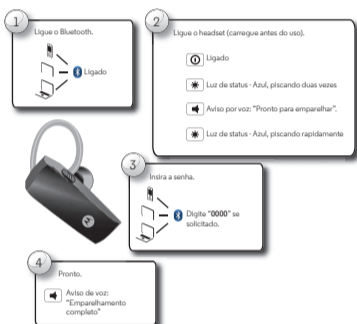 1
Ligue o Bluetooth.
Ligado
2
Ligue o headset (carregue antes do uso).
Ligado
Luz de status - Azul, piscando duas vezes
Aviso por voz: "Pronto para emparelhar".
Luz de status - Azul, piscando rapidamente
3
Insira a senha.
Digite "0000" se
solicitado.
4
Pronto.
Aviso de voz:
"Emparelhamento
completo"